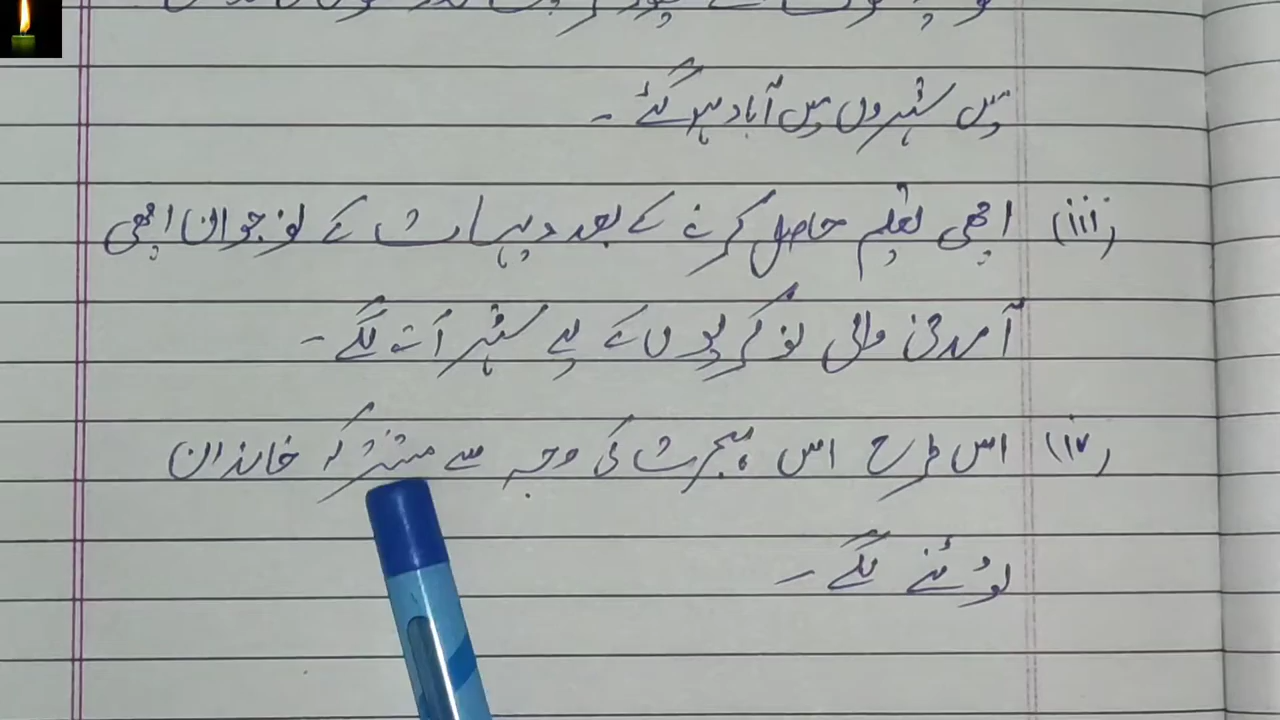 میں شہروں میں آباد ہو گئے ۔
(iii) اچھی تعلیم حاصل کرنے کے بعد دیہات کے نوجوان اچھی
آمدنی والی نوکریوں کے لیے شہر آنے لگے ۔
(iv) اس طرح اس ہجرت کی وجہ سے مشترکہ خاندان
ٹوٹنے لگے ۔